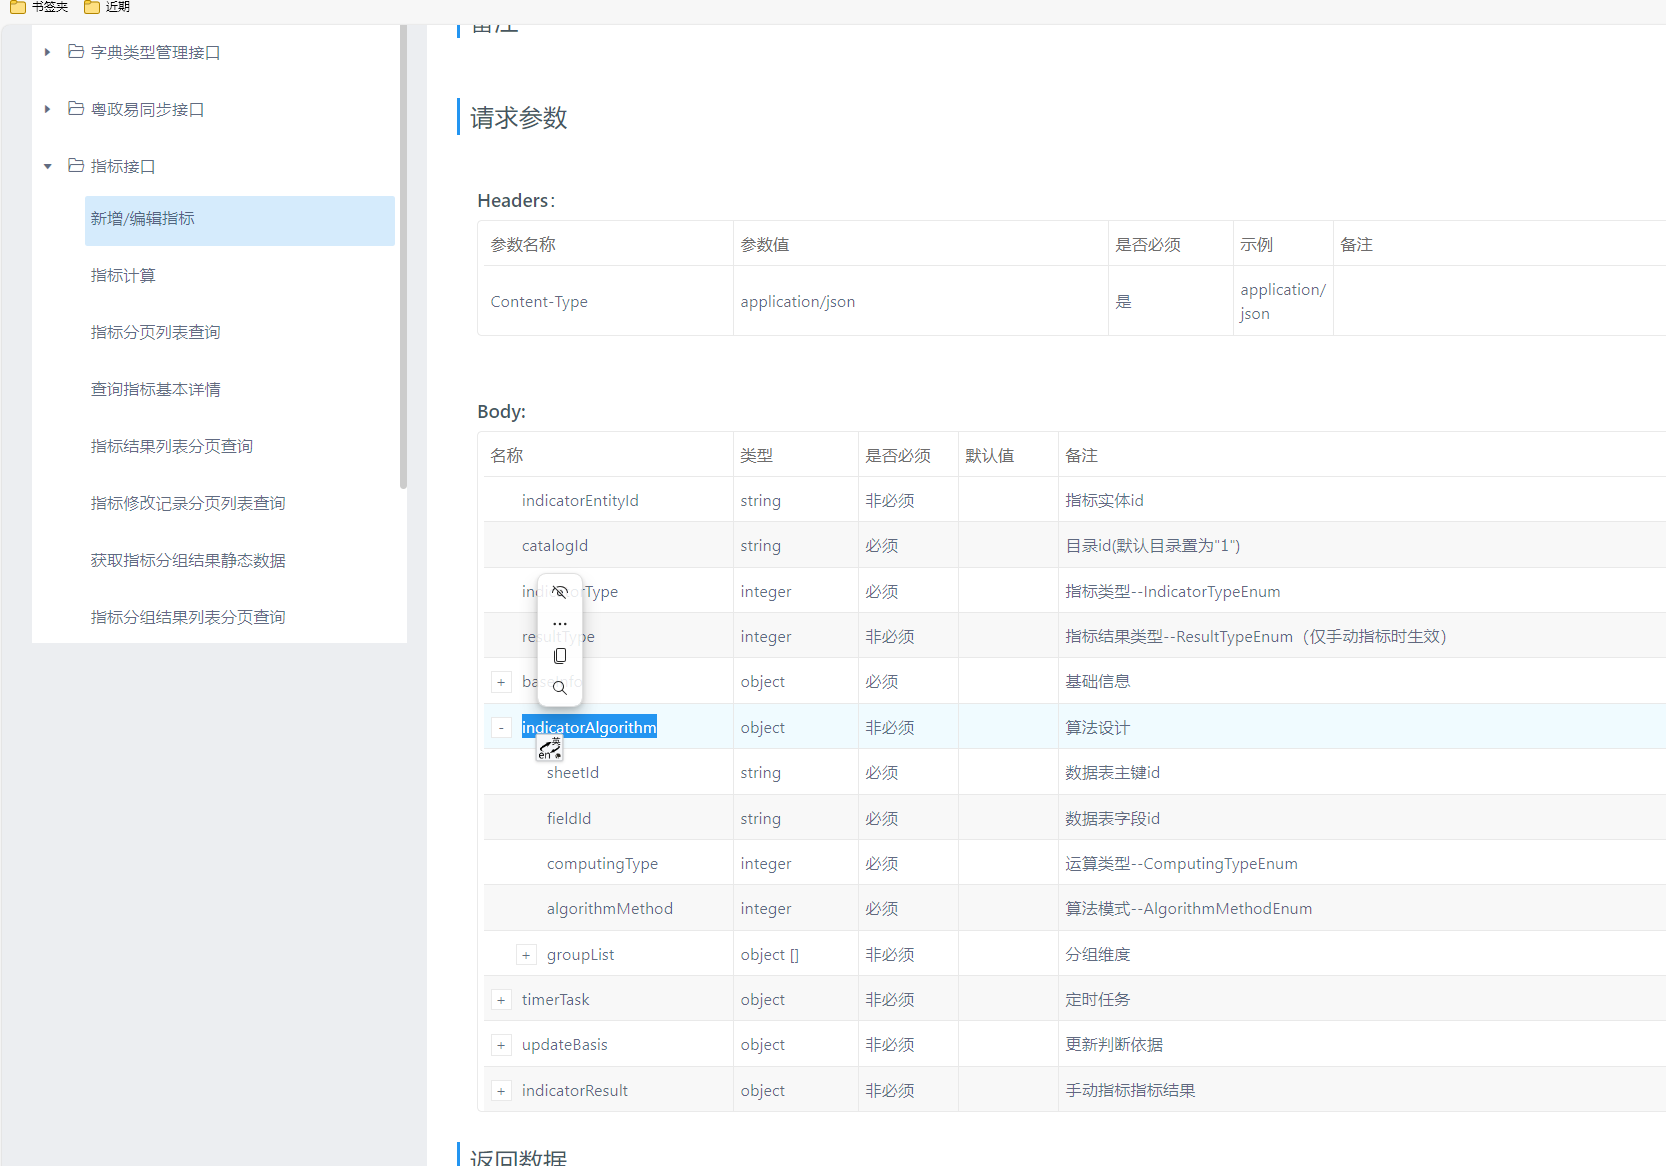 书签夹 近期
字典类型管理接口
粤政易同步接口
指标接口
新增/编辑指标
指标计算
指标分页列表查询
查询指标基本详情
指标结果列表分页查询
指标修改记录分页列表查询
获取指标分组结果静态数据
指标分组结果列表分页查询
备注
请求参数
Headers:
参数名称 参数值 是否必须 示例 备注
Content-Type application/json 是 application/
json
Body:
名称 类型 是否必须 默认值 备注
indicatorEntityId string 非必须 指标实体id
catalogId string 必须 目录id(默认目录置为"1")
indicatorType integer 必须 指标类型--IndicatorTypeEnum
resultType integer 非必须 指标结果类型--ResultTypeEnum（仅手动指标时生效）
+ baseInfo object 必须 基础信息
- indicatorAlgorithm object 非必须 算法设计
英
en
sheetId string 必须 数据表主键id
fieldId string 必须 数据表字段id
computingType integer 必须 运算类型--ComputingTypeEnum
algorithmMethod integer 必须 算法模式--AlgorithmMethodEnum
+ groupList object [] 非必须 分组维度
+ timerTask object 非必须 定时任务
+ updateBasis object 非必须 更新判断依据
+ indicatorResult object 非必须 手动指标指标结果
返回数据